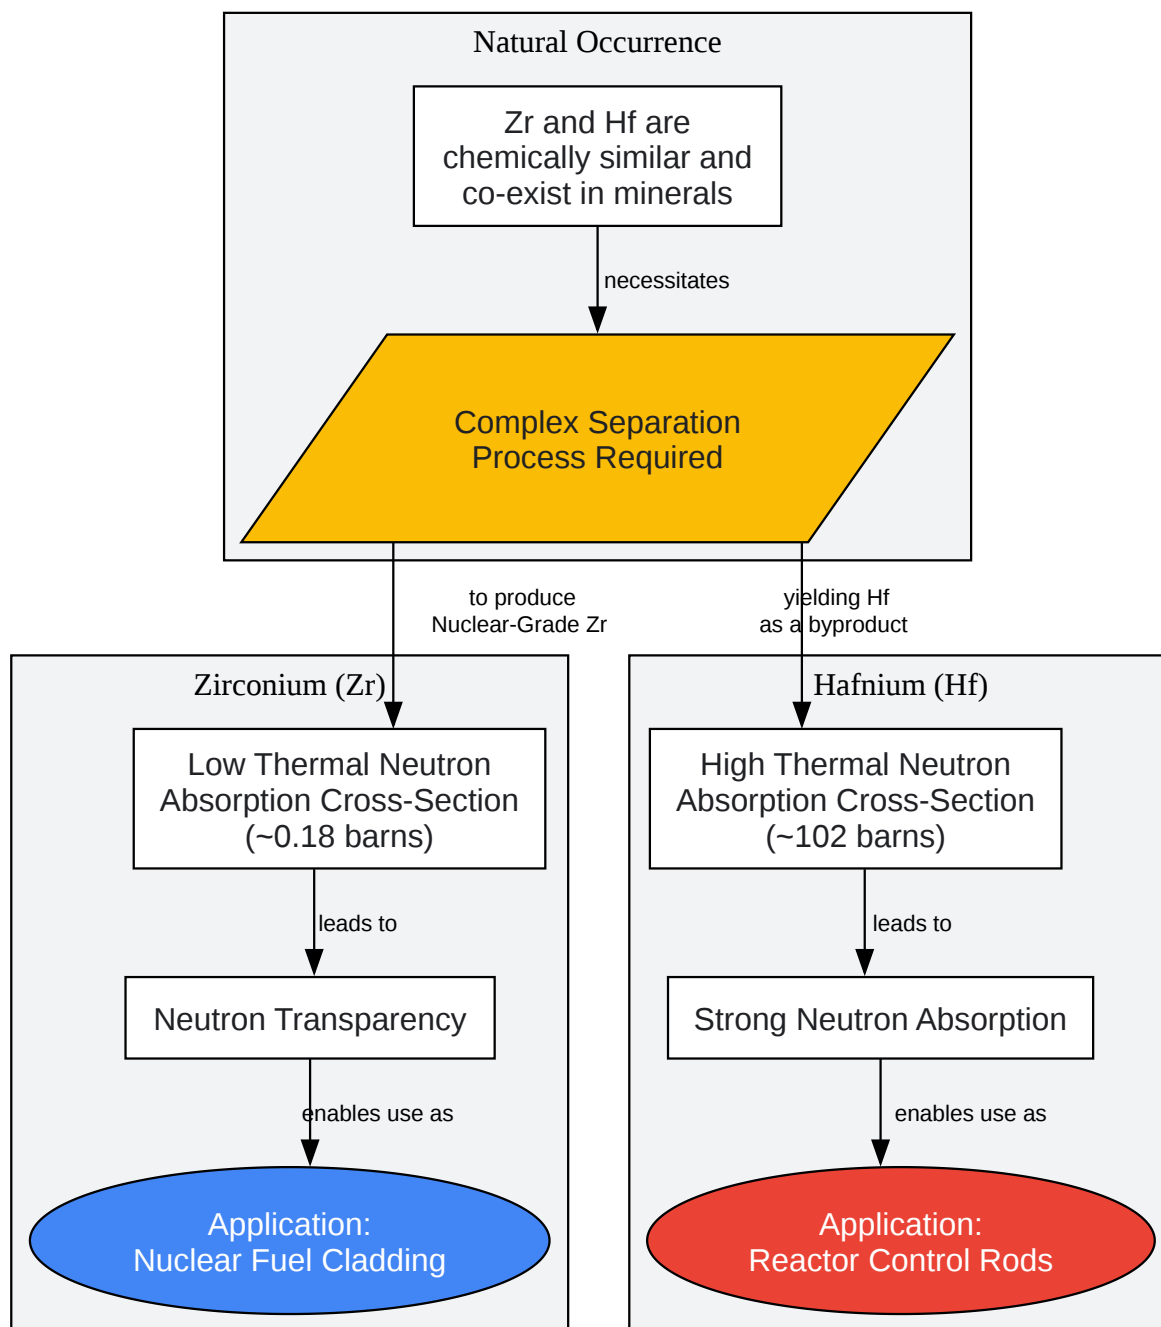 Natural Occurrence
Zr and Hf are
chemically similar and
co-exist in minerals
necessitates
Complex Separation
Process Required
to produce
Nuclear-Grade Zr
yielding Hf
as a byproduct
Zirconium (Zr)
Low Thermal Neutron
Absorption Cross-Section
(~0.18 barns)
leads to
Neutron Transparency
enables use as
Application:
Nuclear Fuel Cladding
Hafnium (Hf)
High Thermal Neutron
Absorption Cross-Section
(~102 barns)
leads to
Strong Neutron Absorption
enables use as
Application:
Reactor Control Rods